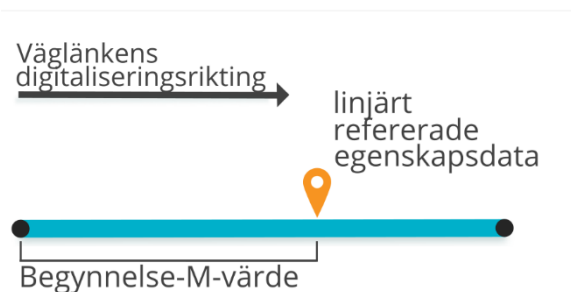 Väglänkens
digitaliseringsrikting
linjärt
refererade
egenskapsdata
Begynnelse-M-värde